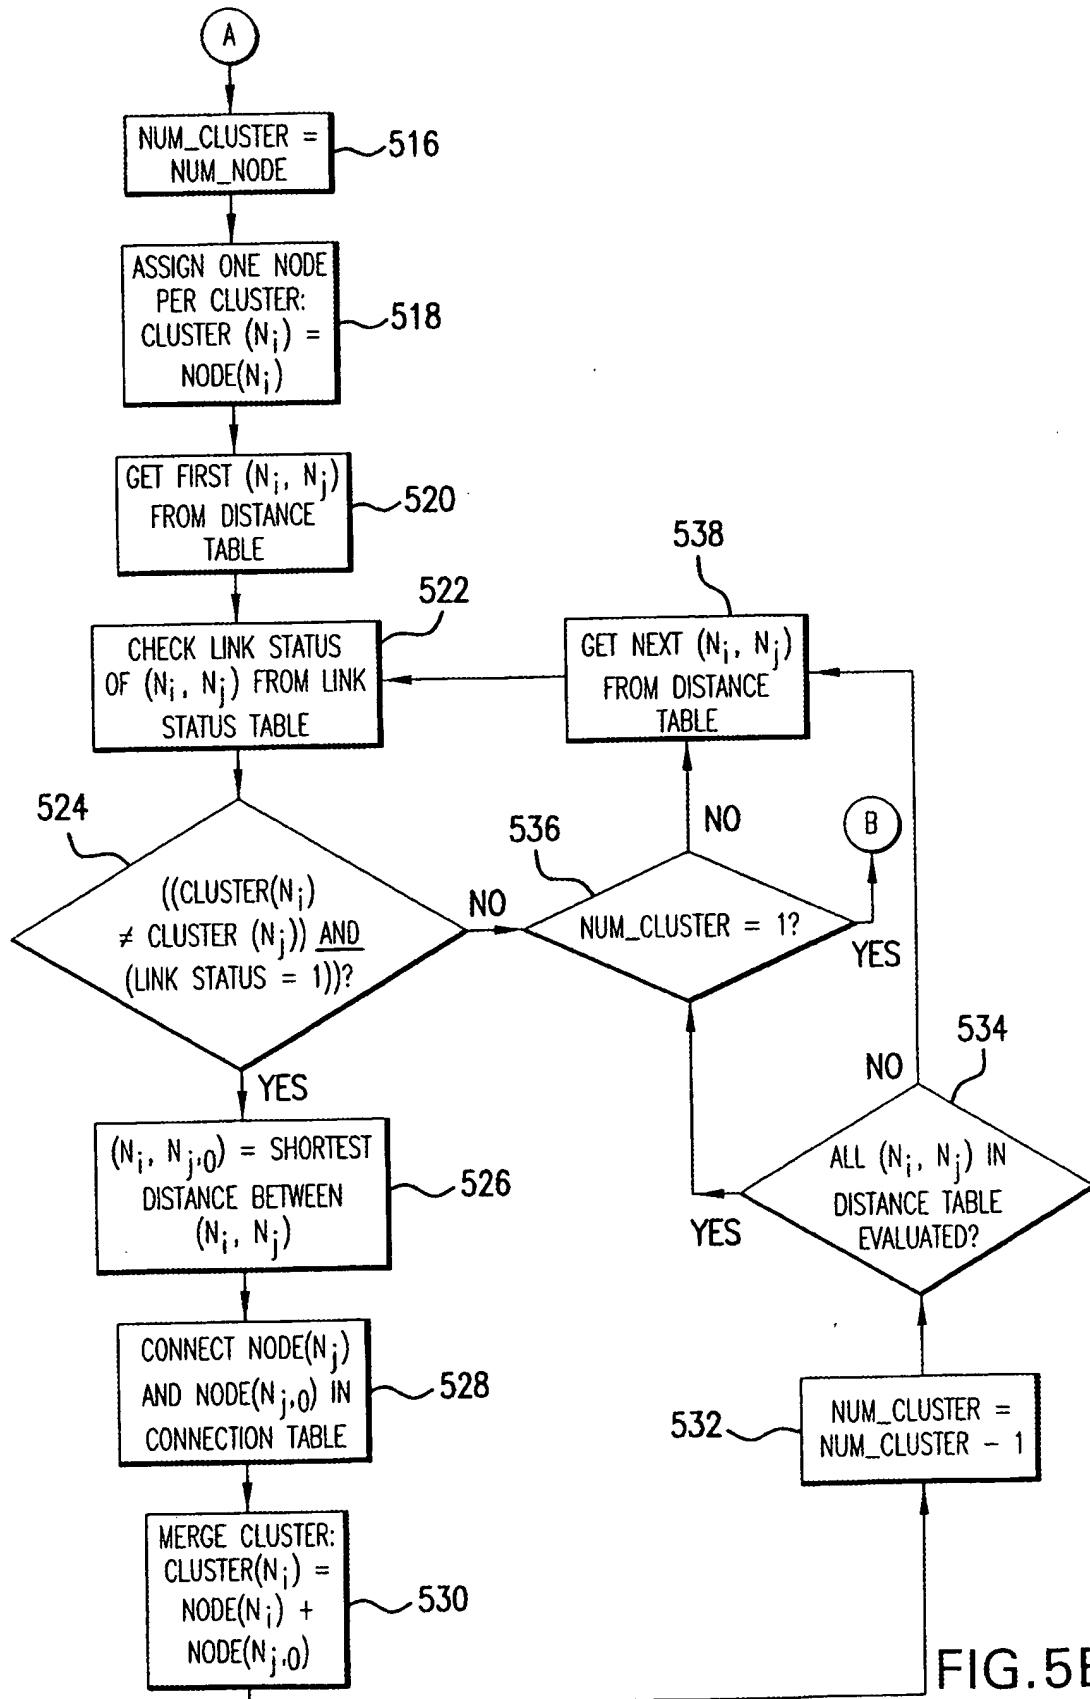 A
NUM_CLUSTER =
NUM_NODE
516
ASSIGN ONE NODE
PER CLUSTER:
CLUSTER (Ni) =
NODE(Ni)
518
GET FIRST (Ni, Nj)
FROM DISTANCE
TABLE
520
CHECK LINK STATUS
OF (Ni, Nj) FROM LINK
STATUS TABLE
522
538
GET NEXT (Ni, Nj)
FROM DISTANCE
TABLE
524
((CLUSTER(Ni)
≠ CLUSTER (Nj)) AND
(LINK STATUS = 1))?
NO
YES
536
NUM_CLUSTER = 1?
NO
YES
B
(Ni, Nj,0) = SHORTEST
DISTANCE BETWEEN
(Ni, Nj)
526
534
NO
ALL (Ni, Nj) IN
DISTANCE TABLE
EVALUATED?
YES
CONNECT NODE(Nj)
AND NODE(Nj,0) IN
CONNECTION TABLE
528
532
NUM_CLUSTER =
NUM_CLUSTER - 1
MERGE CLUSTER:
CLUSTER(Ni) =
NODE(Ni) +
NODE(Nj,0)
530
FIG.5B